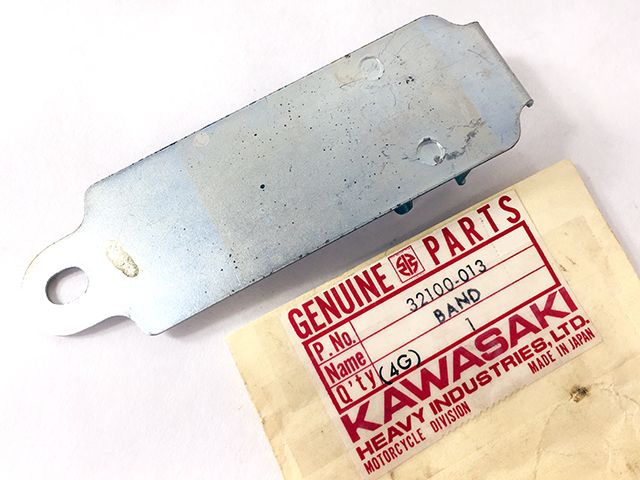 GENUINE PARTS
P.No. 32100-013
Name BAND
Q'ty (4G) 1
KAWASAKI
HEAVY INDUSTRIES, LTD.
MOTORCYCLE DIVISION MADE IN JAPAN